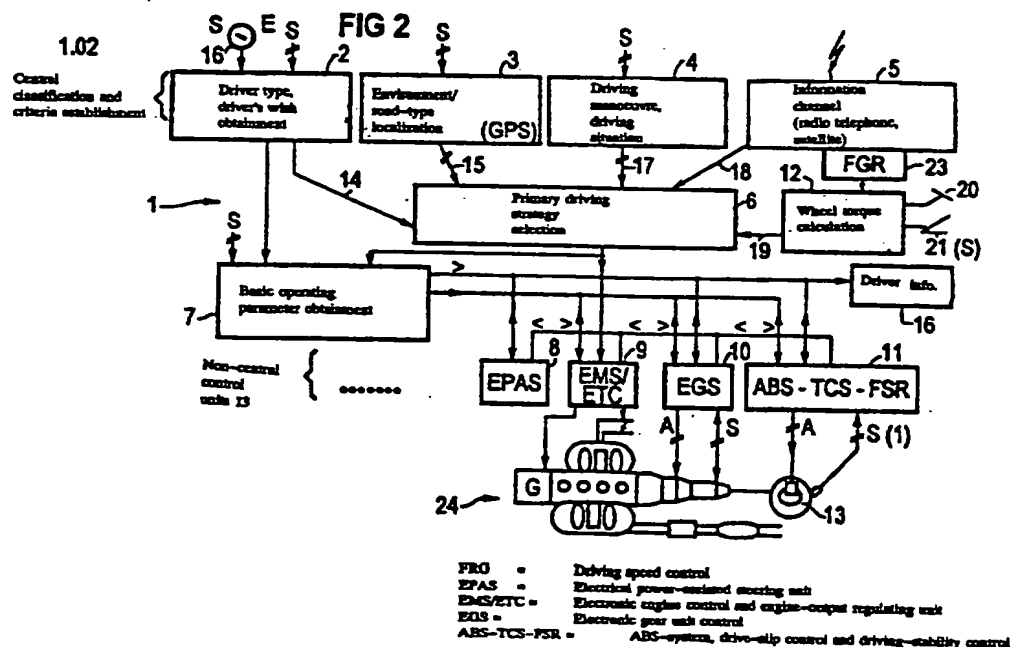 FIG 2
1.02
S
E
S
16
2
S
3
S
4
5
Central
classification and
criteria establishment
Driver type,
driver's wish
obtainment
Environment/
road-type
localization
(GPS)
Driving
manoeuvre,
driving
situation
Information
channel
(radio telephone,
satellite)
FGR
23
14
15
17
18
12
20
1
Primary driving
strategy
selection
6
Wheel torque
calculation
19
21 (S)
S
>
Basic operating
parameter obtainment
7
Driver info.
16
< >
< >
< >
Non-central
control
units 13
.......
8
9
10
11
EPAS
EMS/
ETC
EGS
ABS - TCS - FSR
A
S
A
S (1)
G
24
13
FRG = Driving speed control
EPAS = Electrical power-assisted steering unit
EMS/ETC = Electronic engine control and engine-output regulating unit
EGS = Electronic gear unit control
ABS-TCS-FSR = ABS-system, drive-slip control and driving-stability control